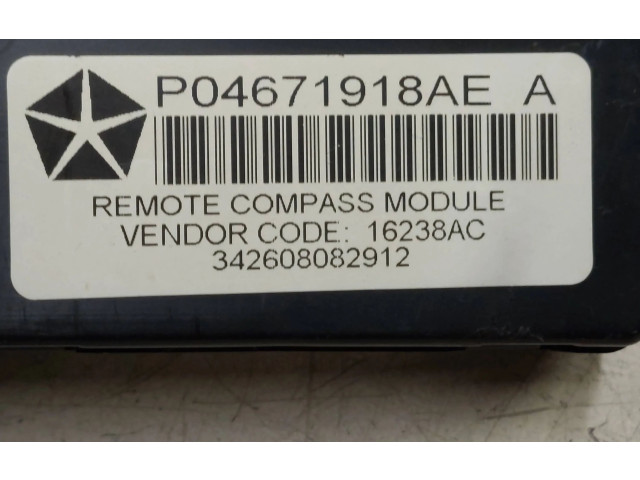 P04671918AE A
REMOTE COMPASS MODULE
VENDOR CODE: 16238AC
342608082912